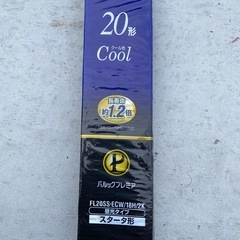 20形
クール色
Cool
長寿命
約1.2倍
P
パルックプレミア
FL20SS·ECW/18H/2K
昼光タイプ
スタータ形